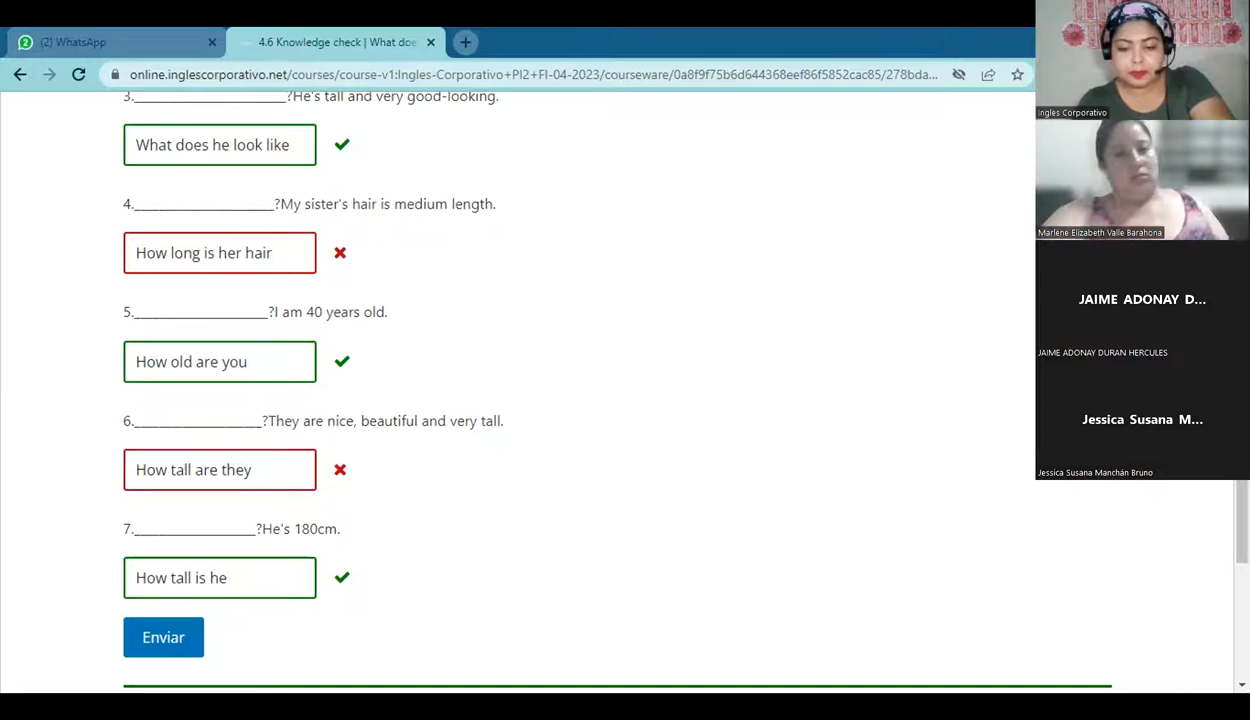 (2) WhatsApp
4.6 Knowledge check | What doe
online.inglescorporativo.net/courses/course-v1:Ingles-Corporativo+PI2+FI-04-2023/courseware/0a8f9f75b6d644368eef86f5852cac85/278bda...
3.______________________?He's tall and very good-looking.
What does he look like
4.____________________?My sister's hair is medium length.
How long is her hair
5.___________________?I am 40 years old.
How old are you
6.__________________?They are nice, beautiful and very tall.
How tall are they
7._________________?He's 180cm.
How tall is he
Enviar
Ingles Corporativo
Marlene Elizabeth Valle Barahona
JAIME ADONAY D...
JAIME ADONAY DURAN HERCULES
Jessica Susana M...
Jessica Susana Manchán Bruno